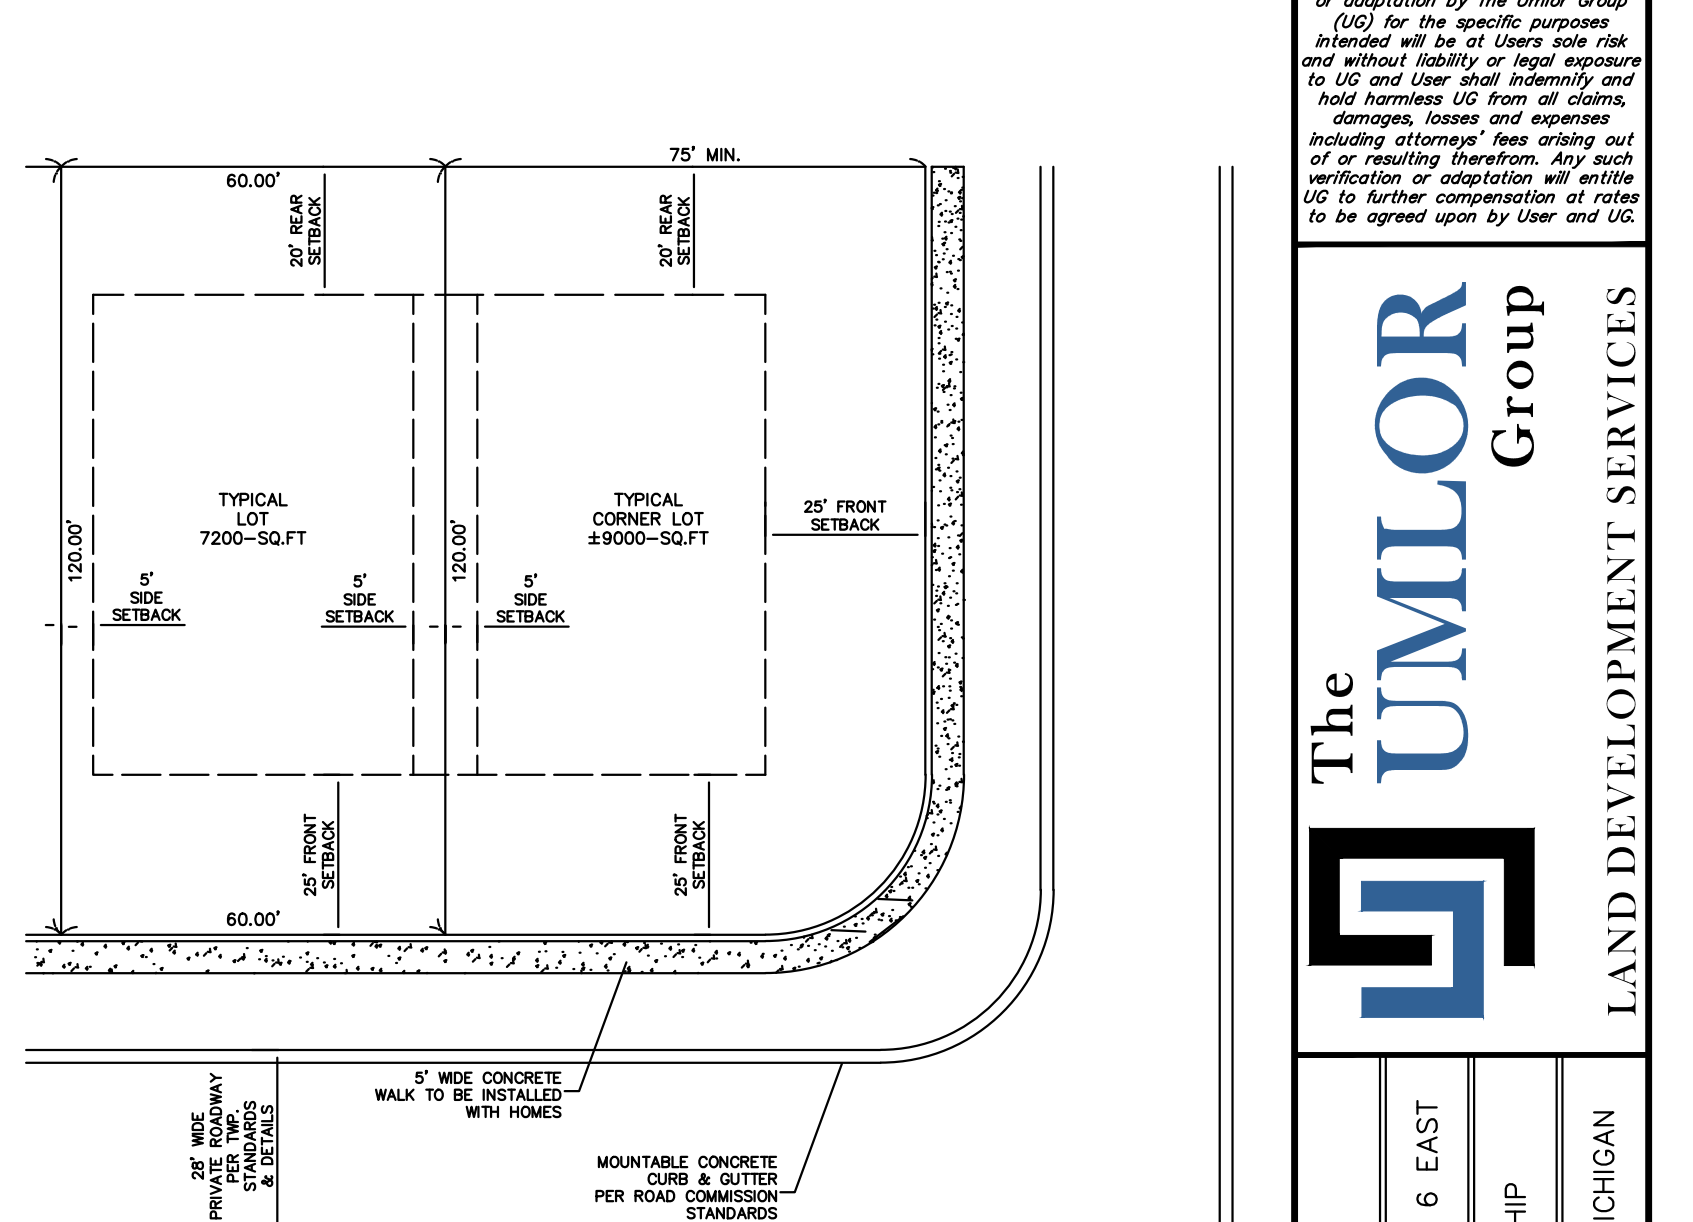 75' MIN.
60.00'
20' REAR
SETBACK
20' REAR
SETBACK
TYPICAL
LOT
7200-SQ.FT
TYPICAL
CORNER LOT
±9000-SQ.FT
25' FRONT
SETBACK
120.00'
120.00'
5'
SIDE
SETBACK
5'
SIDE
SETBACK
5'
SIDE
SETBACK
25' FRONT
SETBACK
25' FRONT
SETBACK
60.00'
5' WIDE CONCRETE
WALK TO BE INSTALLED
WITH HOMES
28' WIDE
PRIVATE ROADWAY
PER TWP.
STANDARDS
& DETAILS
MOUNTABLE CONCRETE
CURB & GUTTER
PER ROAD COMMISSION
STANDARDS
or adaptation by the Umlor Group
(UG) for the specific purposes
intended will be at Users sole risk
and without liability or legal exposure
to UG and User shall indemnify and
hold harmless UG from all claims,
damages, losses and expenses
including attorneys' fees arising out
of or resulting therefrom. Any such
verification or adaptation will entitle
UG to further compensation at rates
to be agreed upon by User and UG.
The
UMLOR
Group
LAND DEVELOPMENT SERVICES
6 EAST
HIP
ICHIGAN